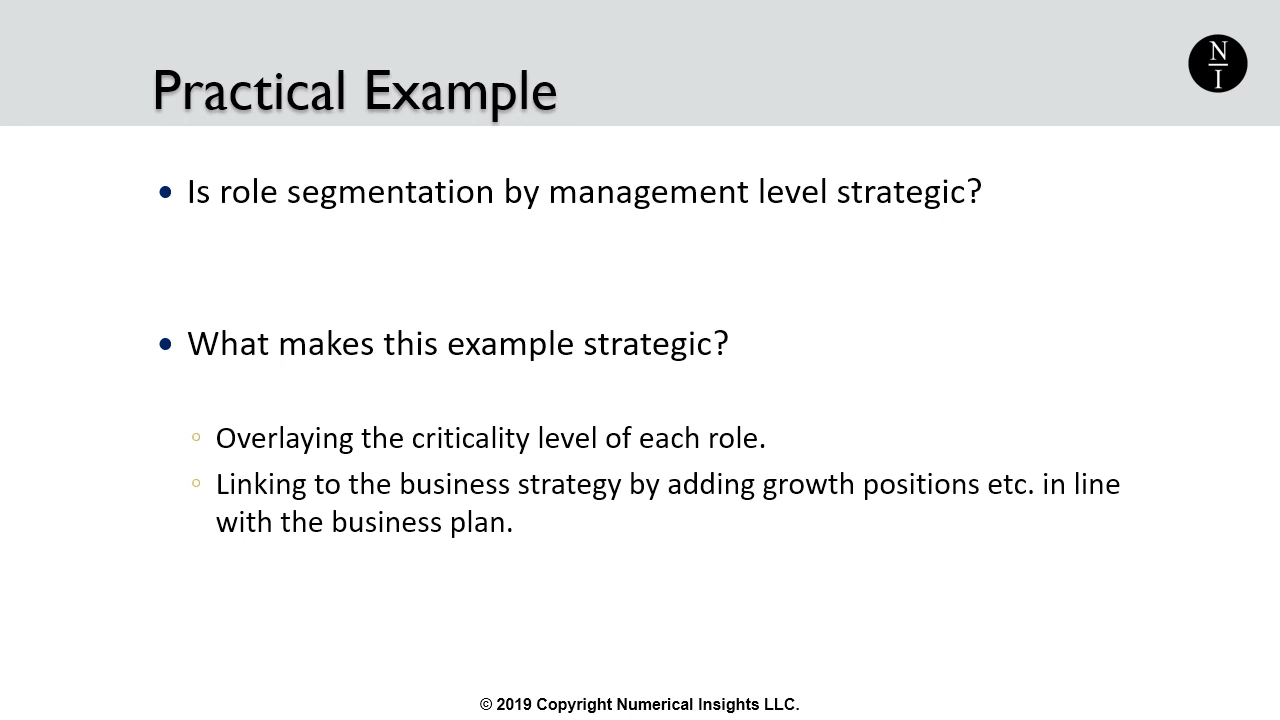 N
I
Practical Example
• Is role segmentation by management level strategic?
• What makes this example strategic?
◦ Overlaying the criticality level of each role.
◦ Linking to the business strategy by adding growth positions etc. in line
with the business plan.
© 2019 Copyright Numerical Insights LLC.